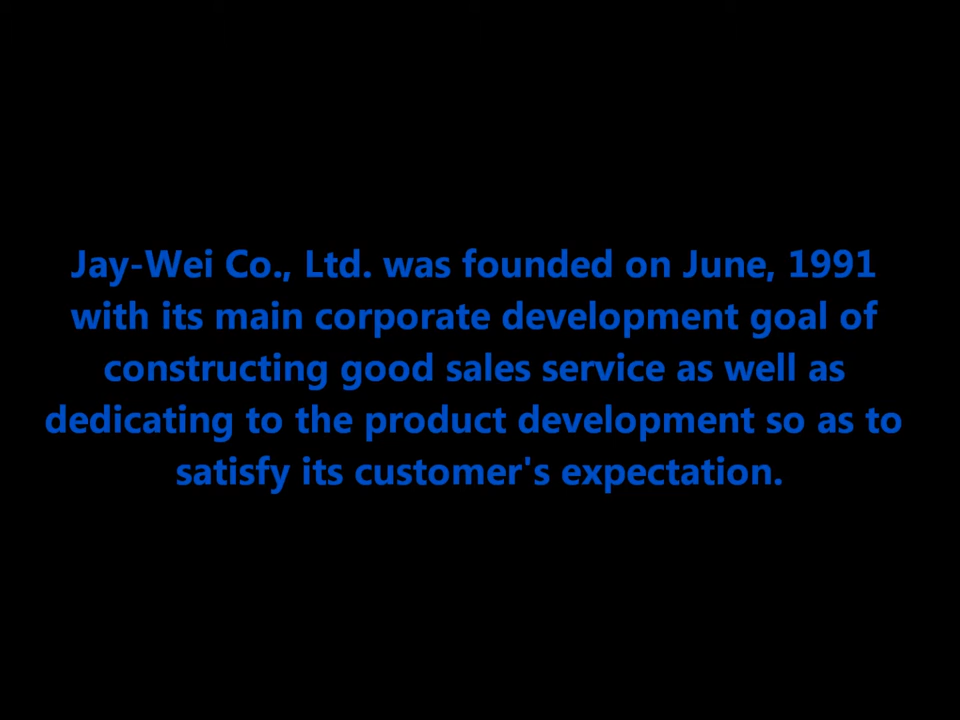 Jay-Wei Co., Ltd. was founded on June, 1991
with its main corporate development goal of
constructing good sales service as well as
dedicating to the product development so as to
satisfy its customer's expectation.